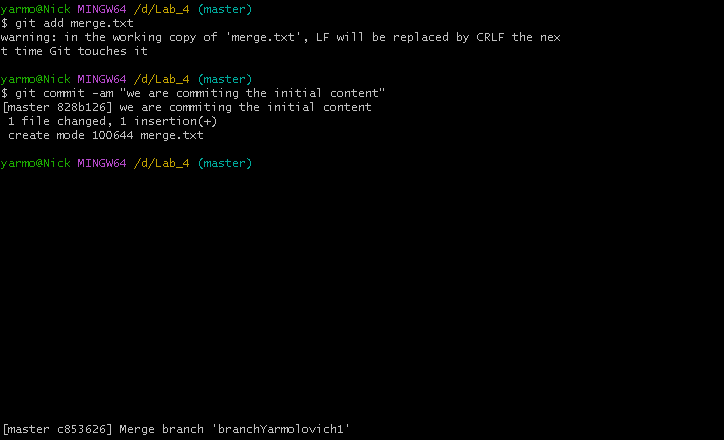 yarmo@Nick MINGW64 /d/Lab_4 (master)
$ git add merge.txt
warning: in the working copy of 'merge.txt', LF will be replaced by CRLF the nex
t time Git touches it
yarmo@Nick MINGW64 /d/Lab_4 (master)
$ git commit -am "we are commiting the initial content"
[master 828b126] we are commiting the initial content
 1 file changed, 1 insertion(+)
 create mode 100644 merge.txt
yarmo@Nick MINGW64 /d/Lab_4 (master)
[master c853626] Merge branch 'branchYarmolovich1'